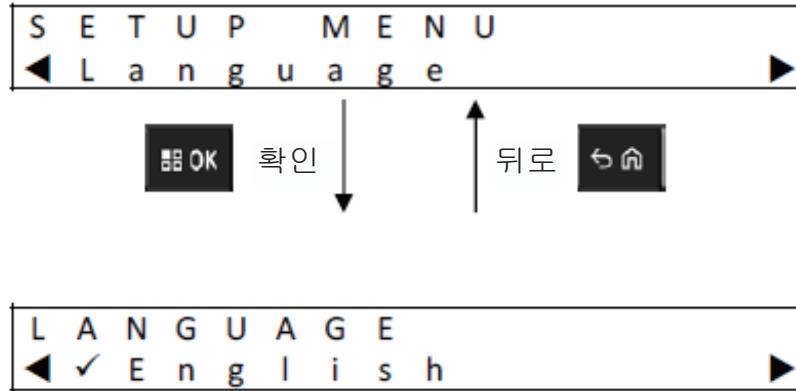 SETUP MENU
◀ Language ▶
OK 확인 뒤로
LANGUAGE
◀ ✓ English ▶